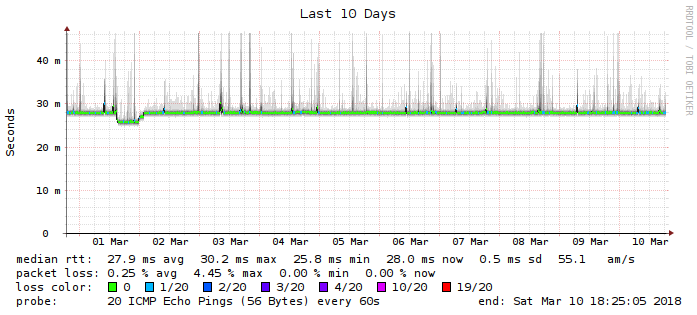 Last 10 Days
RRDTOOL / TOBI OETIKER
Seconds
40 m
30 m
20 m
10 m
0
01 Mar 02 Mar 03 Mar 04 Mar 05 Mar 06 Mar 07 Mar 08 Mar 09 Mar 10 Mar
median rtt: 27.9 ms avg 30.2 ms max 25.8 ms min 28.0 ms now 0.5 ms sd 55.1 am/s
packet loss: 0.25 % avg 4.45 % max 0.00 % min 0.00 % now
loss color: 0 1/20 2/20 3/20 4/20 10/20 19/20
probe: 20 ICMP Echo Pings (56 Bytes) every 60s end: Sat Mar 10 18:25:05 2018